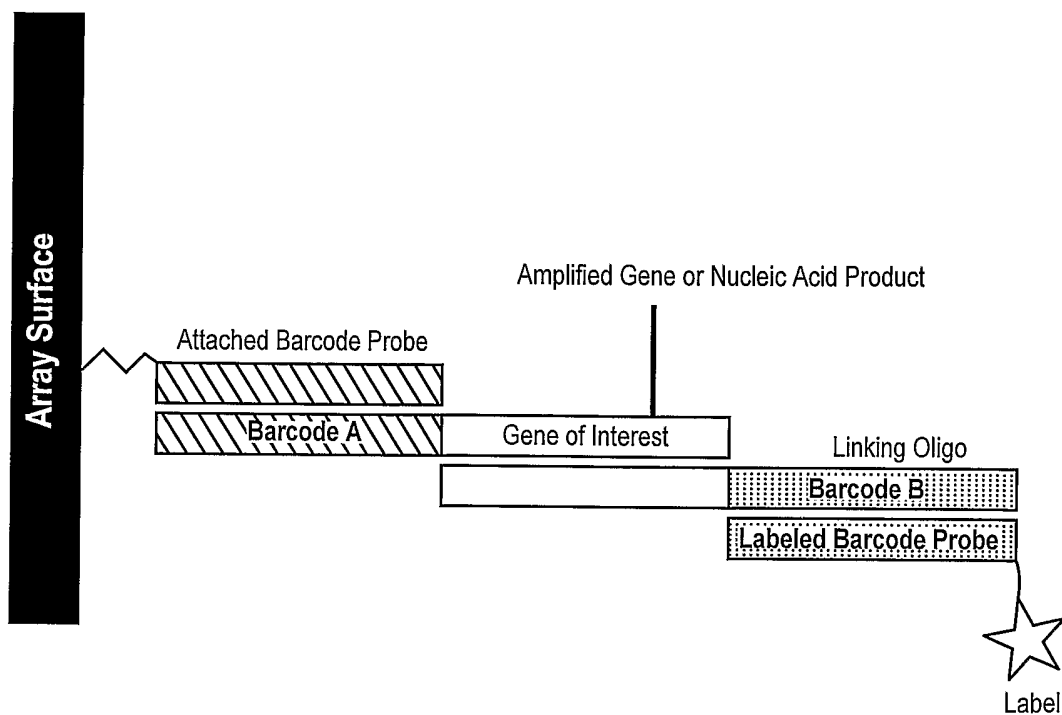 Array Surface
Amplified Gene or Nucleic Acid Product
Attached Barcode Probe
Barcode A
Gene of Interest
Linking Oligo
Barcode B
Labeled Barcode Probe
Label